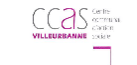 ccas
VILLEURBANNE
Centre
communal
d'action
sociale